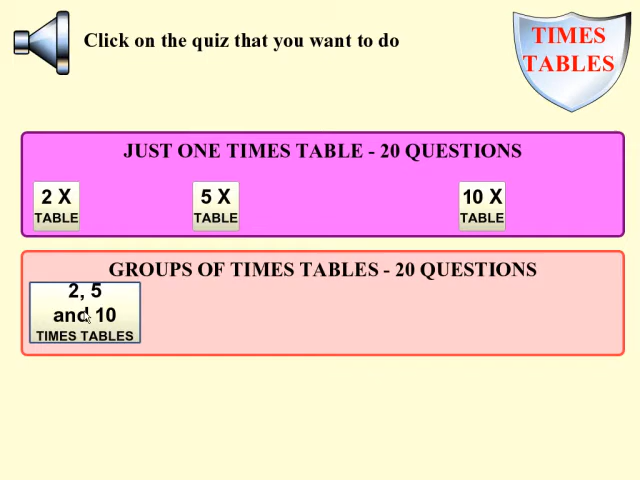 Click on the quiz that you want to do
TIMES
TABLES
JUST ONE TIMES TABLE - 20 QUESTIONS
2 X
TABLE
5 X
TABLE
10 X
TABLE
GROUPS OF TIMES TABLES - 20 QUESTIONS
2, 5
and 10
TIMES TABLES